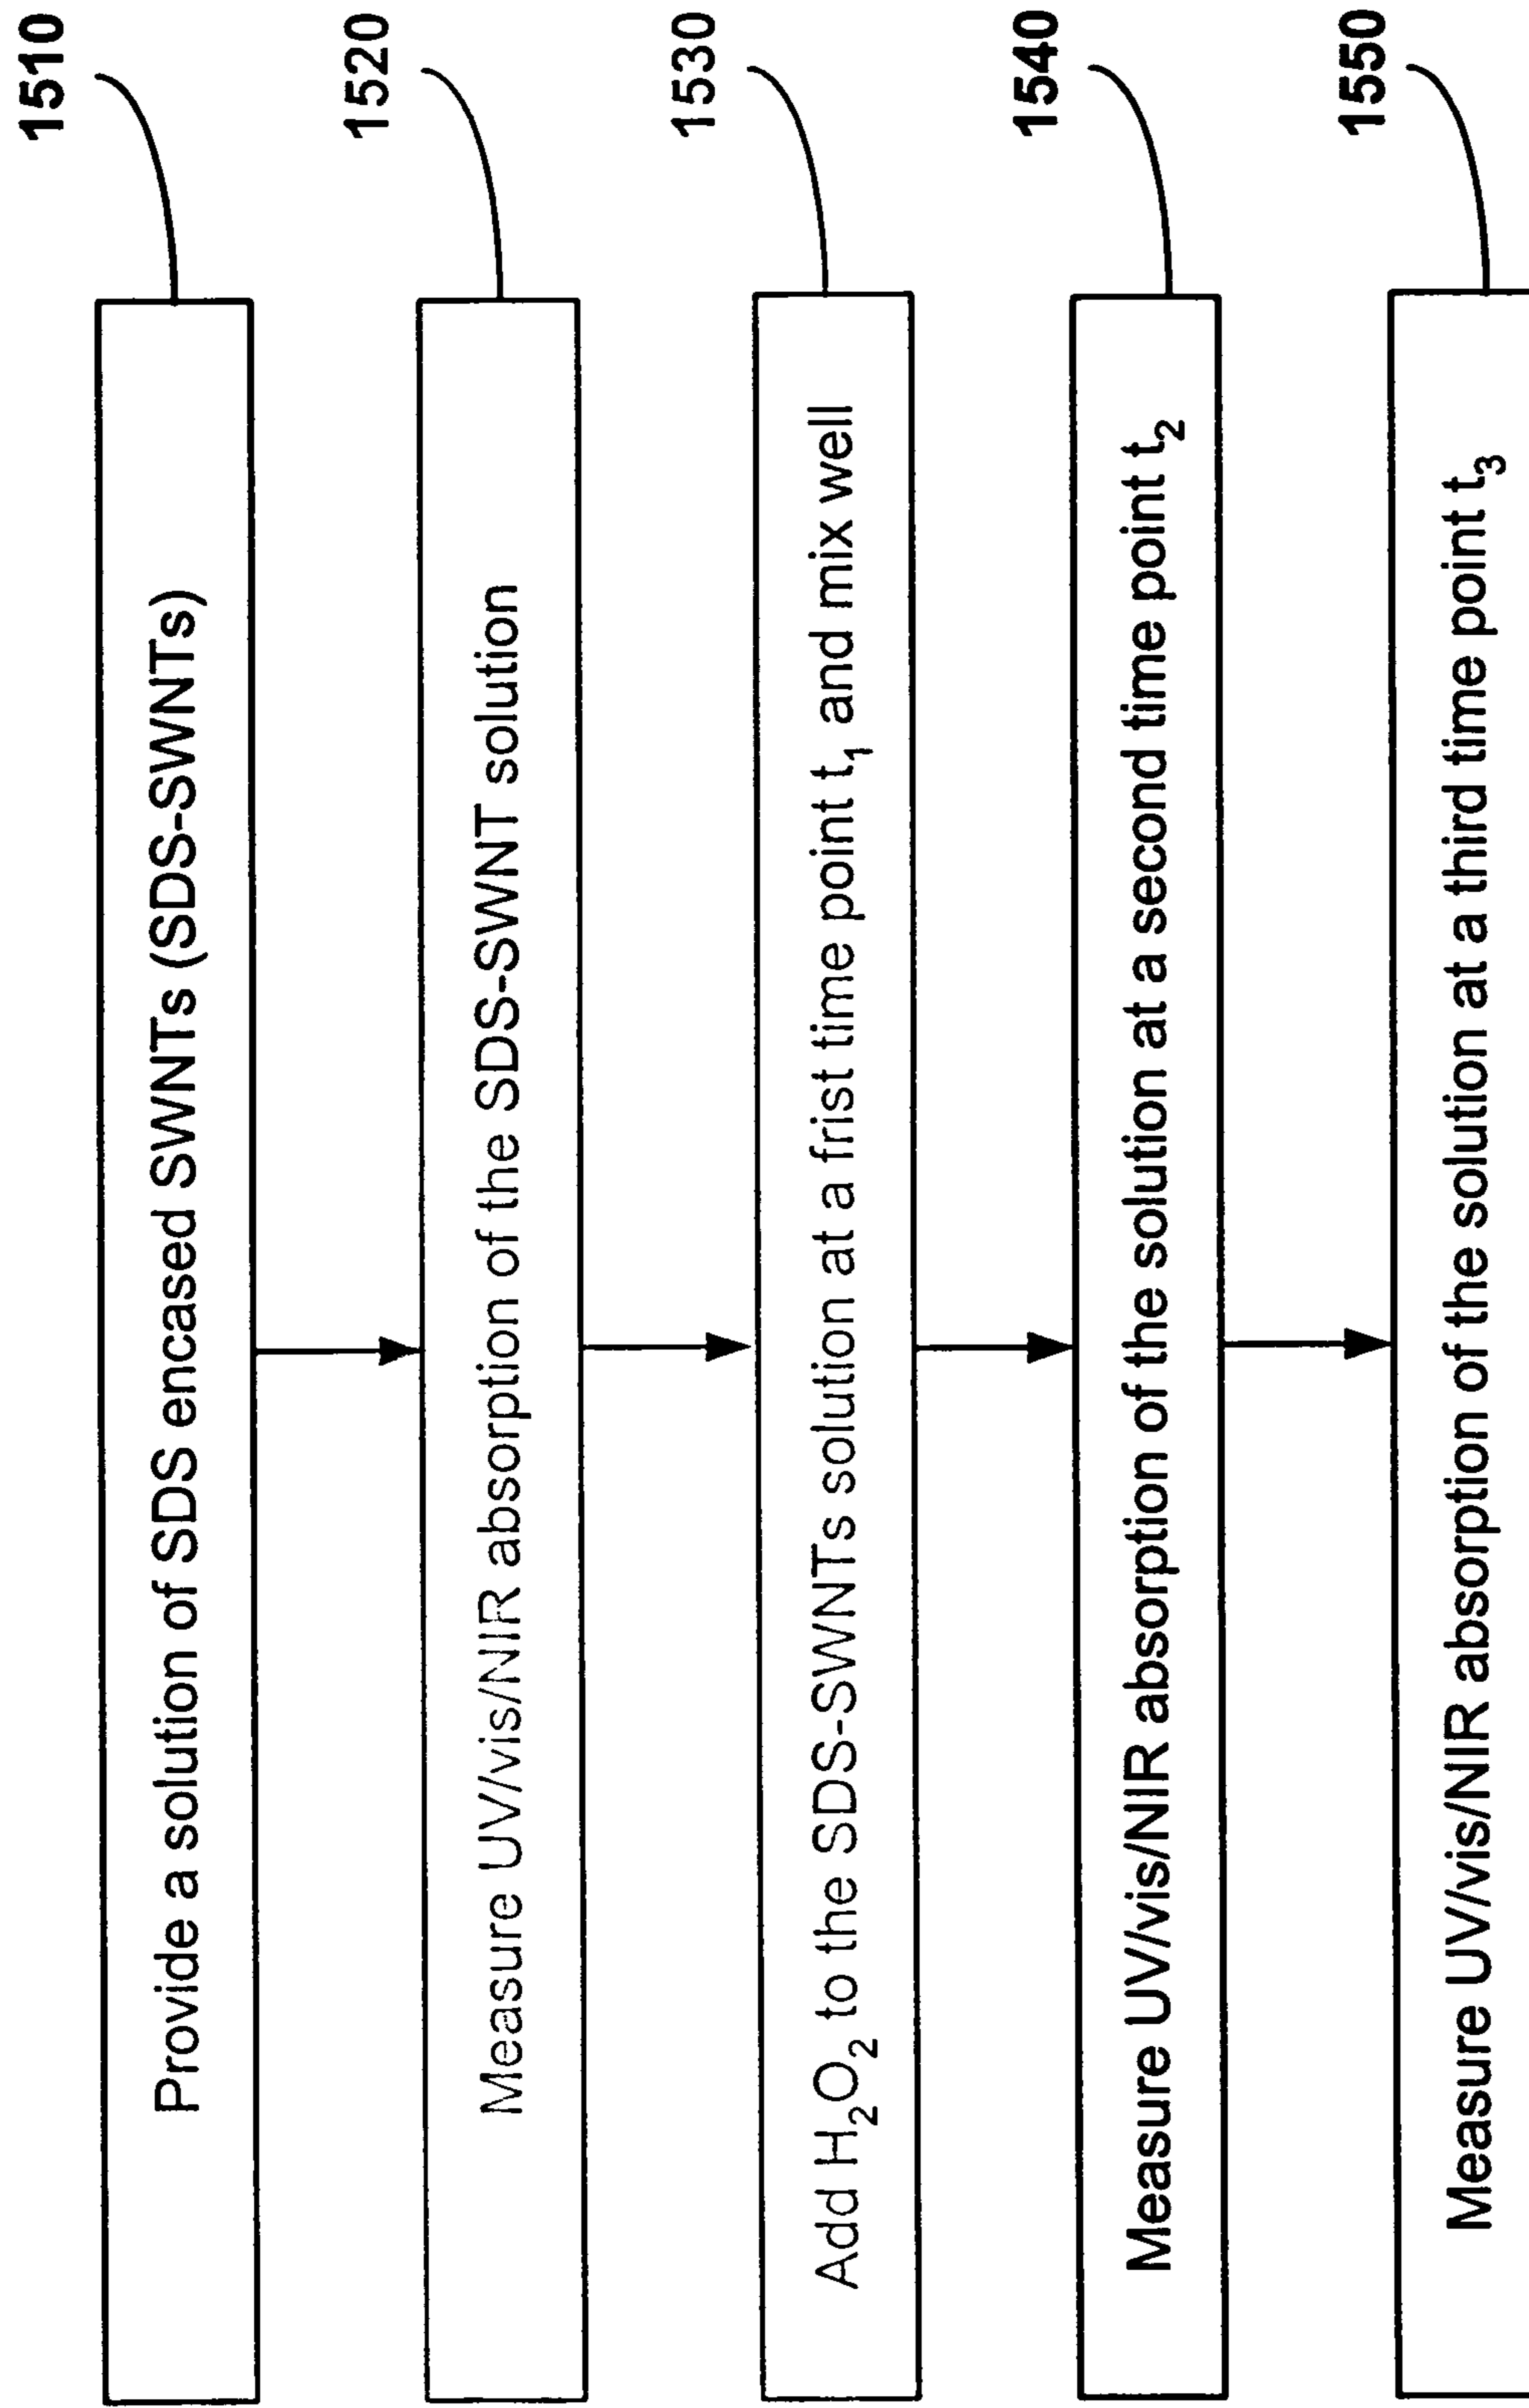 1510
Provide a solution of SDS encased SWNTs (SDS-SWNTs)
1520
Measure UV/vis/NIR absorption of the SDS-SWNT solution
1530
Add H₂O₂ to the SDS-SWNTs solution at a frist time point t₁ and mix well
1540
Measure UV/vis/NIR absorption of the solution at a second time point t₂
1550
Measure UV/vis/NIR absorption of the solution at a third time point t₃